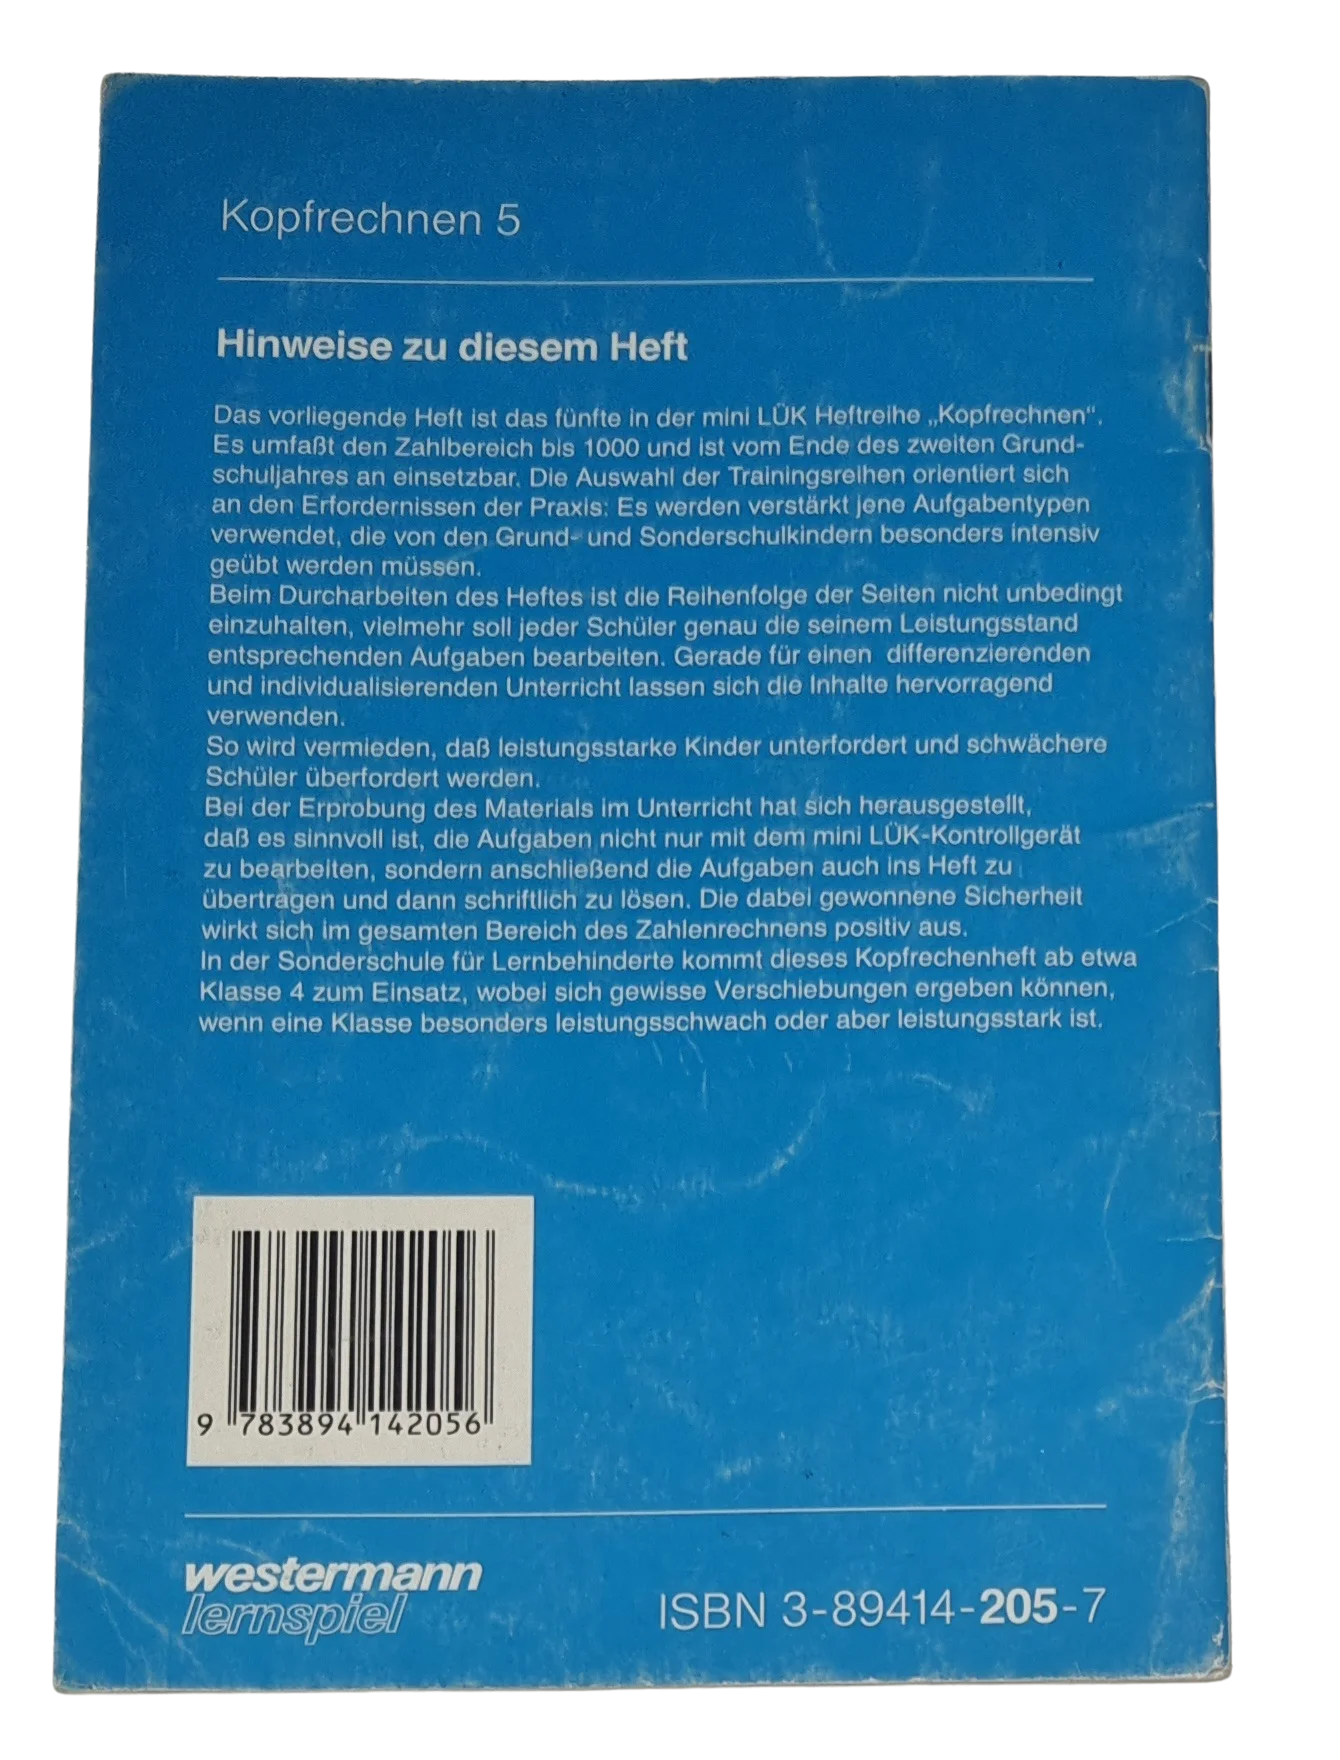 Kopfrechnen 5
Hinweise zu diesem Heft
Das vorliegende Heft ist das fünfte in der mini LÜK Heftreihe „Kopfrechnen“.
Es umfaßt den Zahlbereich bis 1000 und ist vom Ende des zweiten Grund-
schuljahres an einsetzbar. Die Auswahl der Trainingsreihen orientiert sich
an den Erfordernissen der Praxis: Es werden verstärkt jene Aufgabentypen
verwendet, die von den Grund- und Sonderschulkindern besonders intensiv
geübt werden müssen.
Beim Durcharbeiten des Heftes ist die Reihenfolge der Seiten nicht unbedingt
einzuhalten, vielmehr soll jeder Schüler genau die seinem Leistungsstand
entsprechenden Aufgaben bearbeiten. Gerade für einen differenzierenden
und individualisierenden Unterricht lassen sich die Inhalte hervorragend
verwenden.
So wird vermieden, daß leistungsstarke Kinder unterfordert und schwächere
Schüler überfordert werden.
Bei der Erprobung des Materials im Unterricht hat sich herausgestellt,
daß es sinnvoll ist, die Aufgaben nicht nur mit dem mini LÜK-Kontrollgerät
zu bearbeiten, sondern anschließend die Aufgaben auch ins Heft zu
übertragen und dann schriftlich zu lösen. Die dabei gewonnene Sicherheit
wirkt sich im gesamten Bereich des Zahlenrechnens positiv aus.
In der Sonderschule für Lernbehinderte kommt dieses Kopfrechenheft ab etwa
Klasse 4 zum Einsatz, wobei sich gewisse Verschiebungen ergeben können,
wenn eine Klasse besonders leistungsschwach oder aber leistungsstark ist.
9 783894 142056
westermann
lernspiel
ISBN 3-89414-205-7